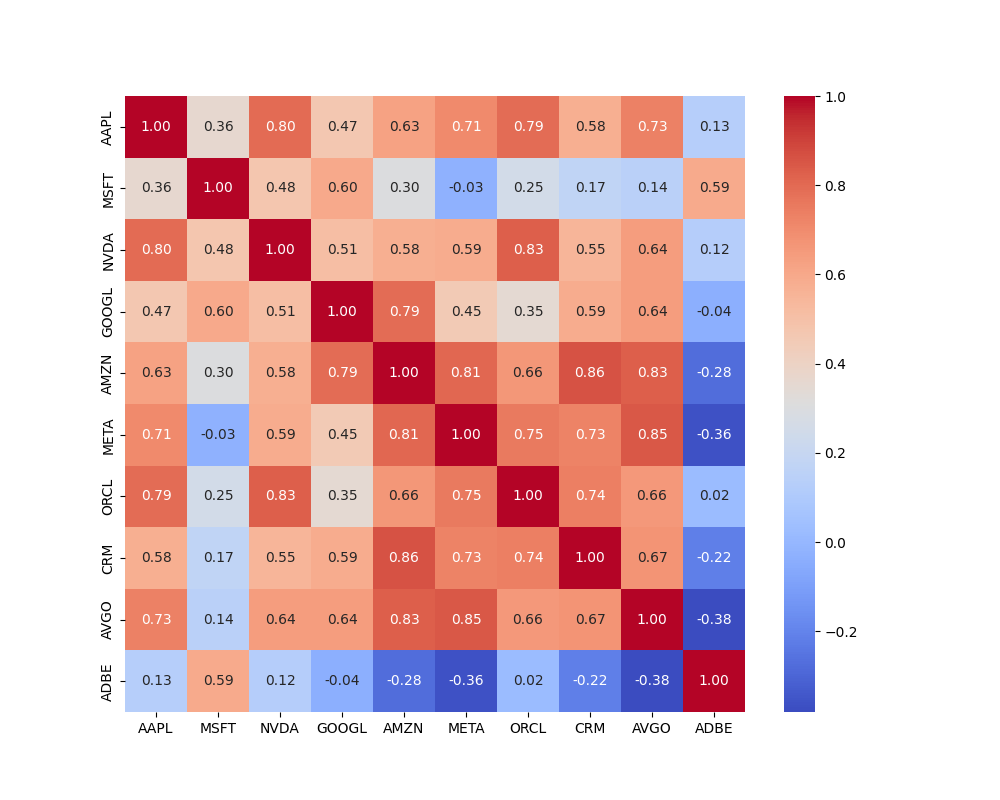 AAPL 1.00 0.36 0.80 0.47 0.63 0.71 0.79 0.58 0.73 0.13
MSFT 0.36 1.00 0.48 0.60 0.30 -0.03 0.25 0.17 0.14 0.59
NVDA 0.80 0.48 1.00 0.51 0.58 0.59 0.83 0.55 0.64 0.12
GOOGL 0.47 0.60 0.51 1.00 0.79 0.45 0.35 0.59 0.64 -0.04
AMZN 0.63 0.30 0.58 0.79 1.00 0.81 0.66 0.86 0.83 -0.28
META 0.71 -0.03 0.59 0.45 0.81 1.00 0.75 0.73 0.85 -0.36
ORCL 0.79 0.25 0.83 0.35 0.66 0.75 1.00 0.74 0.66 0.02
CRM 0.58 0.17 0.55 0.59 0.86 0.73 0.74 1.00 0.67 -0.22
AVGO 0.73 0.14 0.64 0.64 0.83 0.85 0.66 0.67 1.00 -0.38
ADBE 0.13 0.59 0.12 -0.04 -0.28 -0.36 0.02 -0.22 -0.38 1.00
AAPL MSFT NVDA GOOGL AMZN META ORCL CRM AVGO ADBE
1.0
0.8
0.6
0.4
0.2
0.0
−0.2